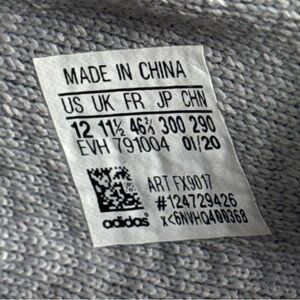 MADE IN CHINA
US UK FR JP CHN
12 11½ 46⅔ 300 290
EVH 791004 01/20
ART FX9017
#124729426
adidas
x<6NVHQ400368